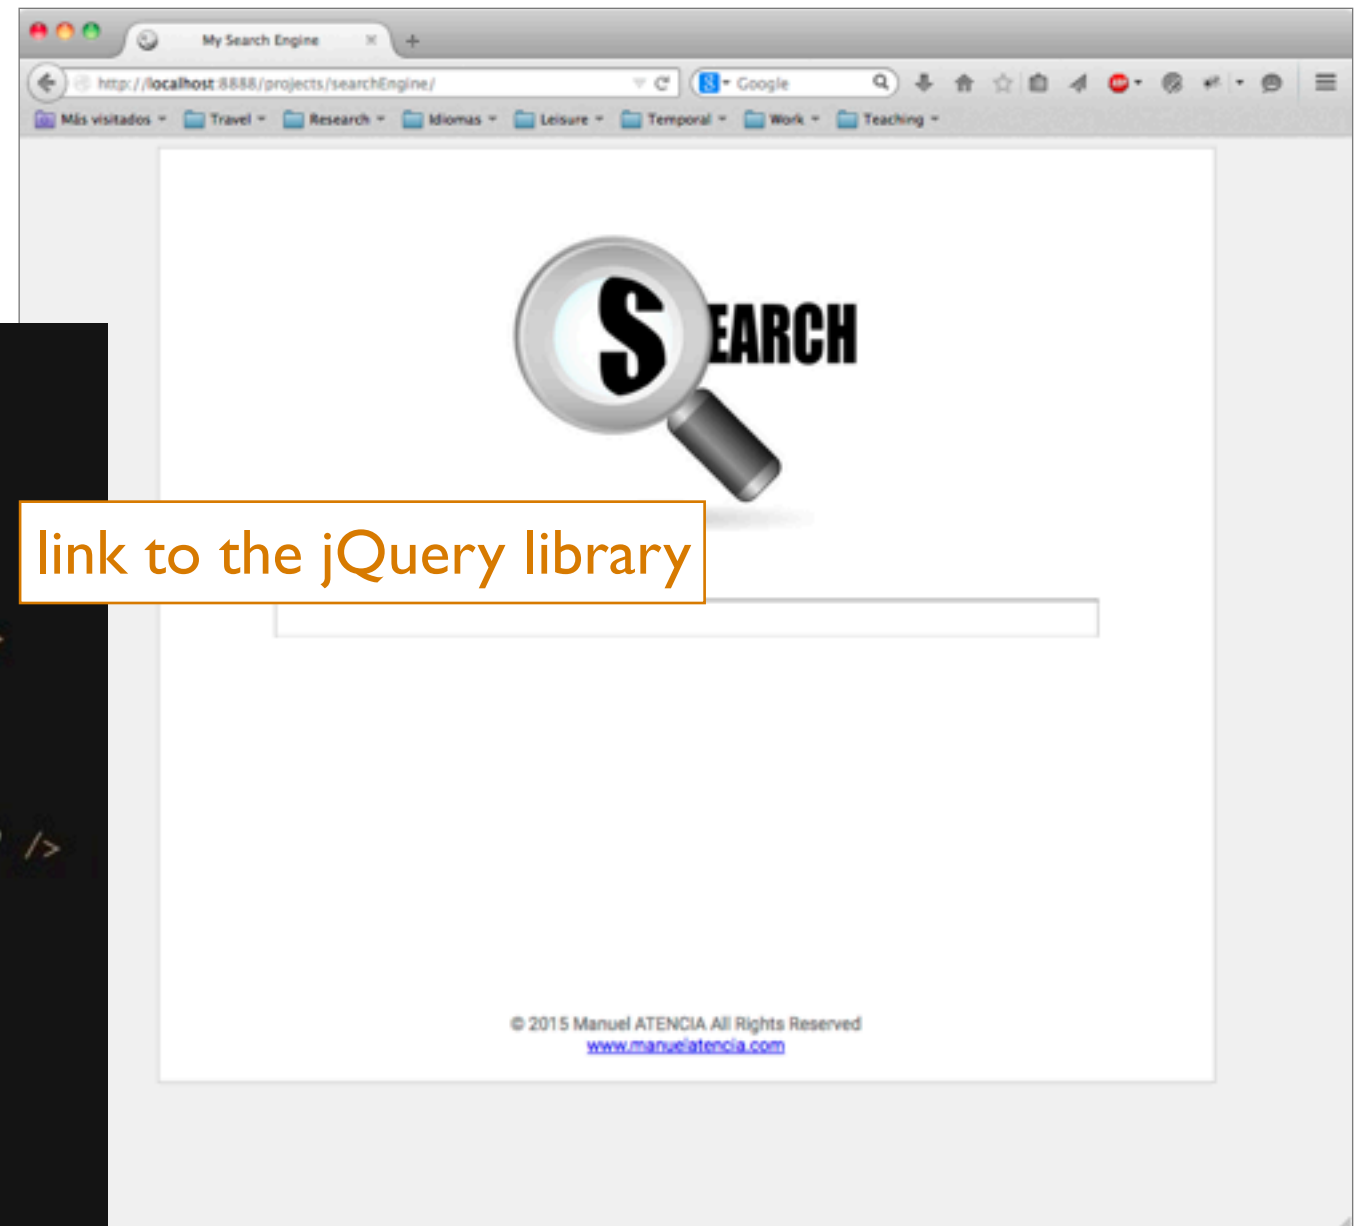 My Search Engine
http://localhost:8888/projects/searchEngine/
Google
Más visitados Travel Research Idiomas Leisure Temporal Work Teaching
SEARCH
link to the jQuery library
/>
© 2015 Manuel ATENCIA All Rights Reserved
www.manuelatencia.com